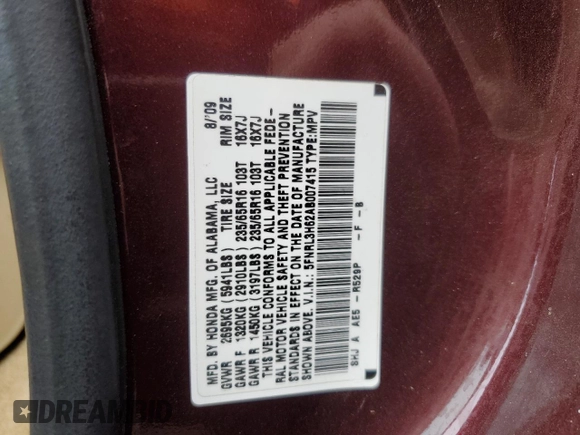 MFD. BY HONDA MFG. OF ALABAMA, LLC 8/'09
GVWR 2695KG (5941LBS) TIRE SIZE RIM SIZE
GAWR F 1320KG (2910LBS) 235/65R16 103T 16X7J
GAWR R 1450KG (3197LBS) 235/65R16 103T 16X7J
THIS VEHICLE CONFORMS TO ALL APPLICABLE FEDE-
RAL MOTOR VEHICLE SAFETY AND THEFT PREVENTION
STANDARDS IN EFFECT ON THE DATE OF MANUFACTURE
SHOWN ABOVE. V.I.N.: 5FNRL3H62AB007415 TYPE:MPV
SHJ A AE5 - R529P - F - B
DREAMBID